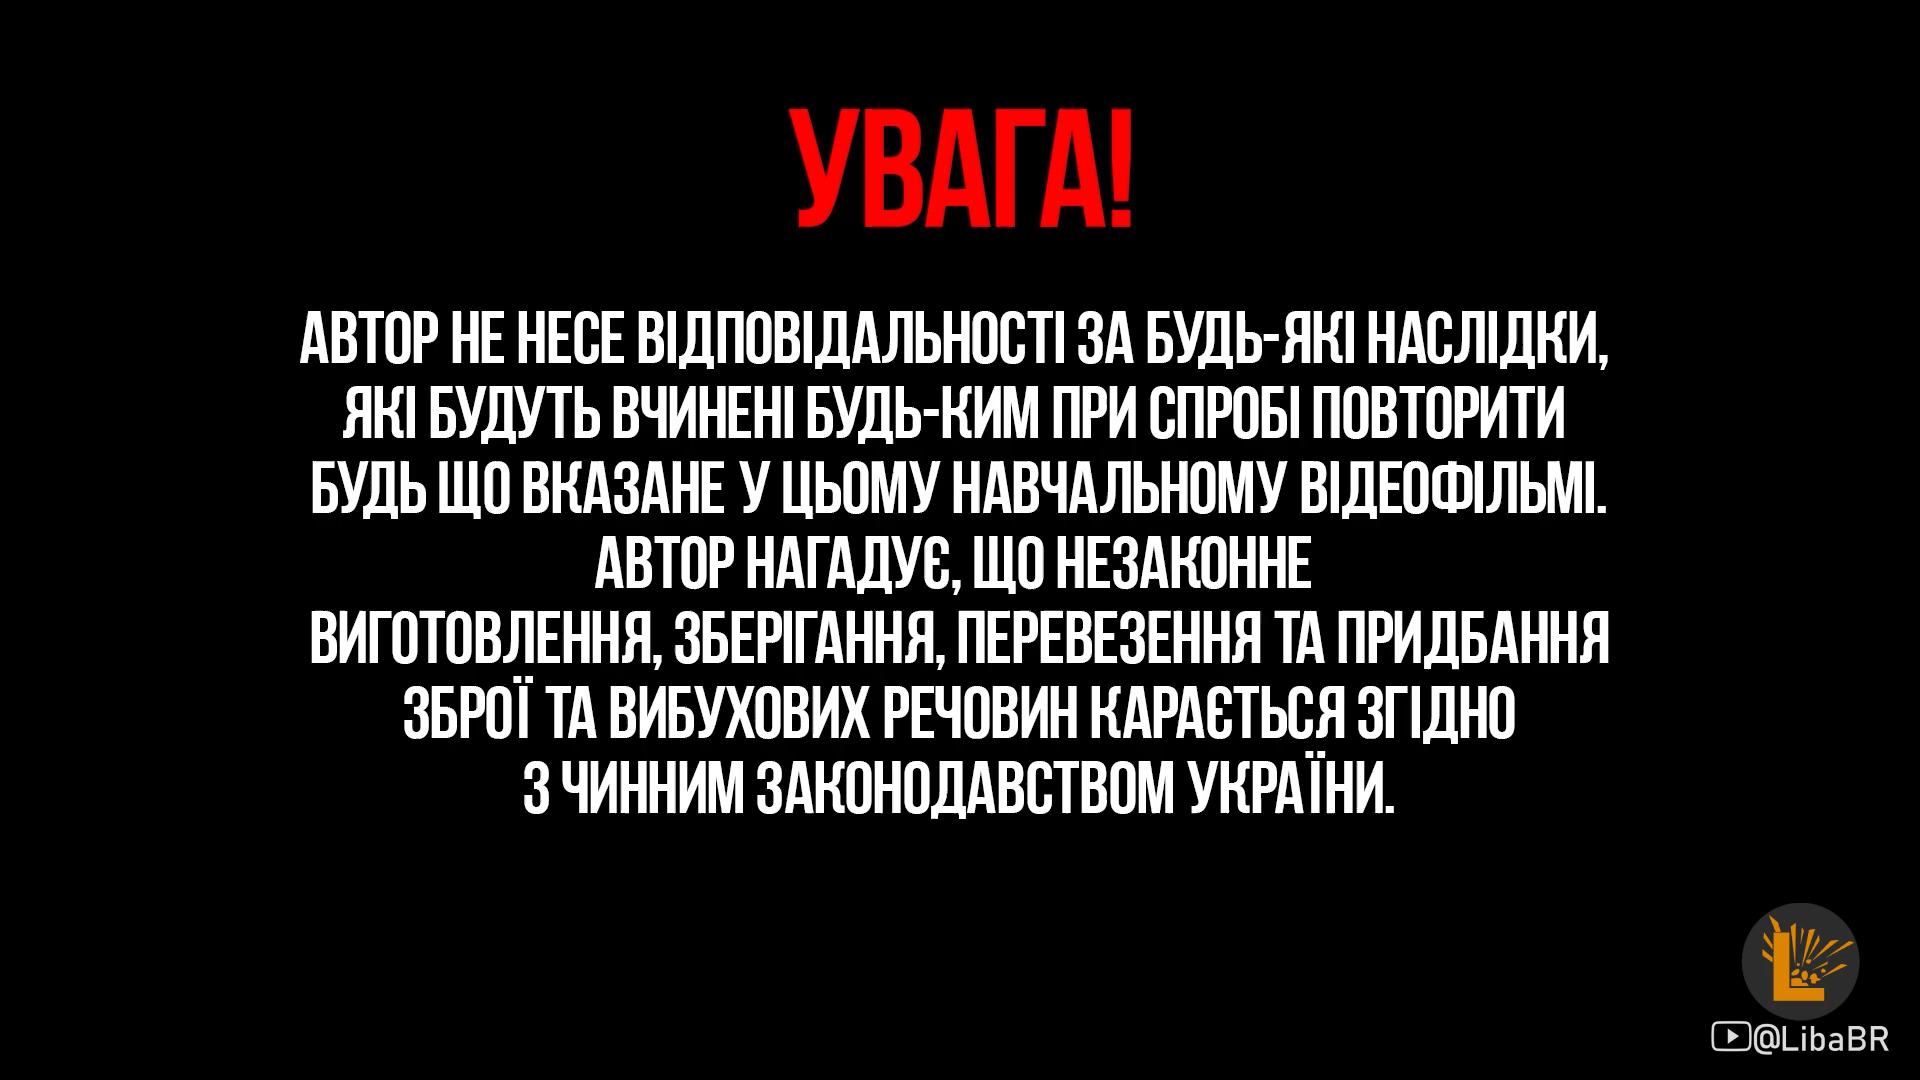 УВАГА!
АВТОР НЕ НЕСЕ ВІДПОВІДАЛЬНОСТІ ЗА БУДЬ-ЯКІ НАСЛІДКИ,
ЯКІ БУДУТЬ ВЧИНЕНІ БУДЬ-КИМ ПРИ СПРОБІ ПОВТОРИТИ
БУДЬ ЩО ВКАЗАНЕ У ЦЬОМУ НАВЧАЛЬНОМУ ВІДЕОФІЛЬМІ.
АВТОР НАГАДУЄ, ЩО НЕЗАКОННЕ
ВИГОТОВЛЕННЯ, ЗБЕРІГАННЯ, ПЕРЕВЕЗЕННЯ ТА ПРИДБАННЯ
ЗБРОЇ ТА ВИБУХОВИХ РЕЧОВИН КАРАЄТЬСЯ ЗГІДНО
З ЧИННИМ ЗАКОНОДАВСТВОМ УКРАЇНИ.
L
@LibaBR